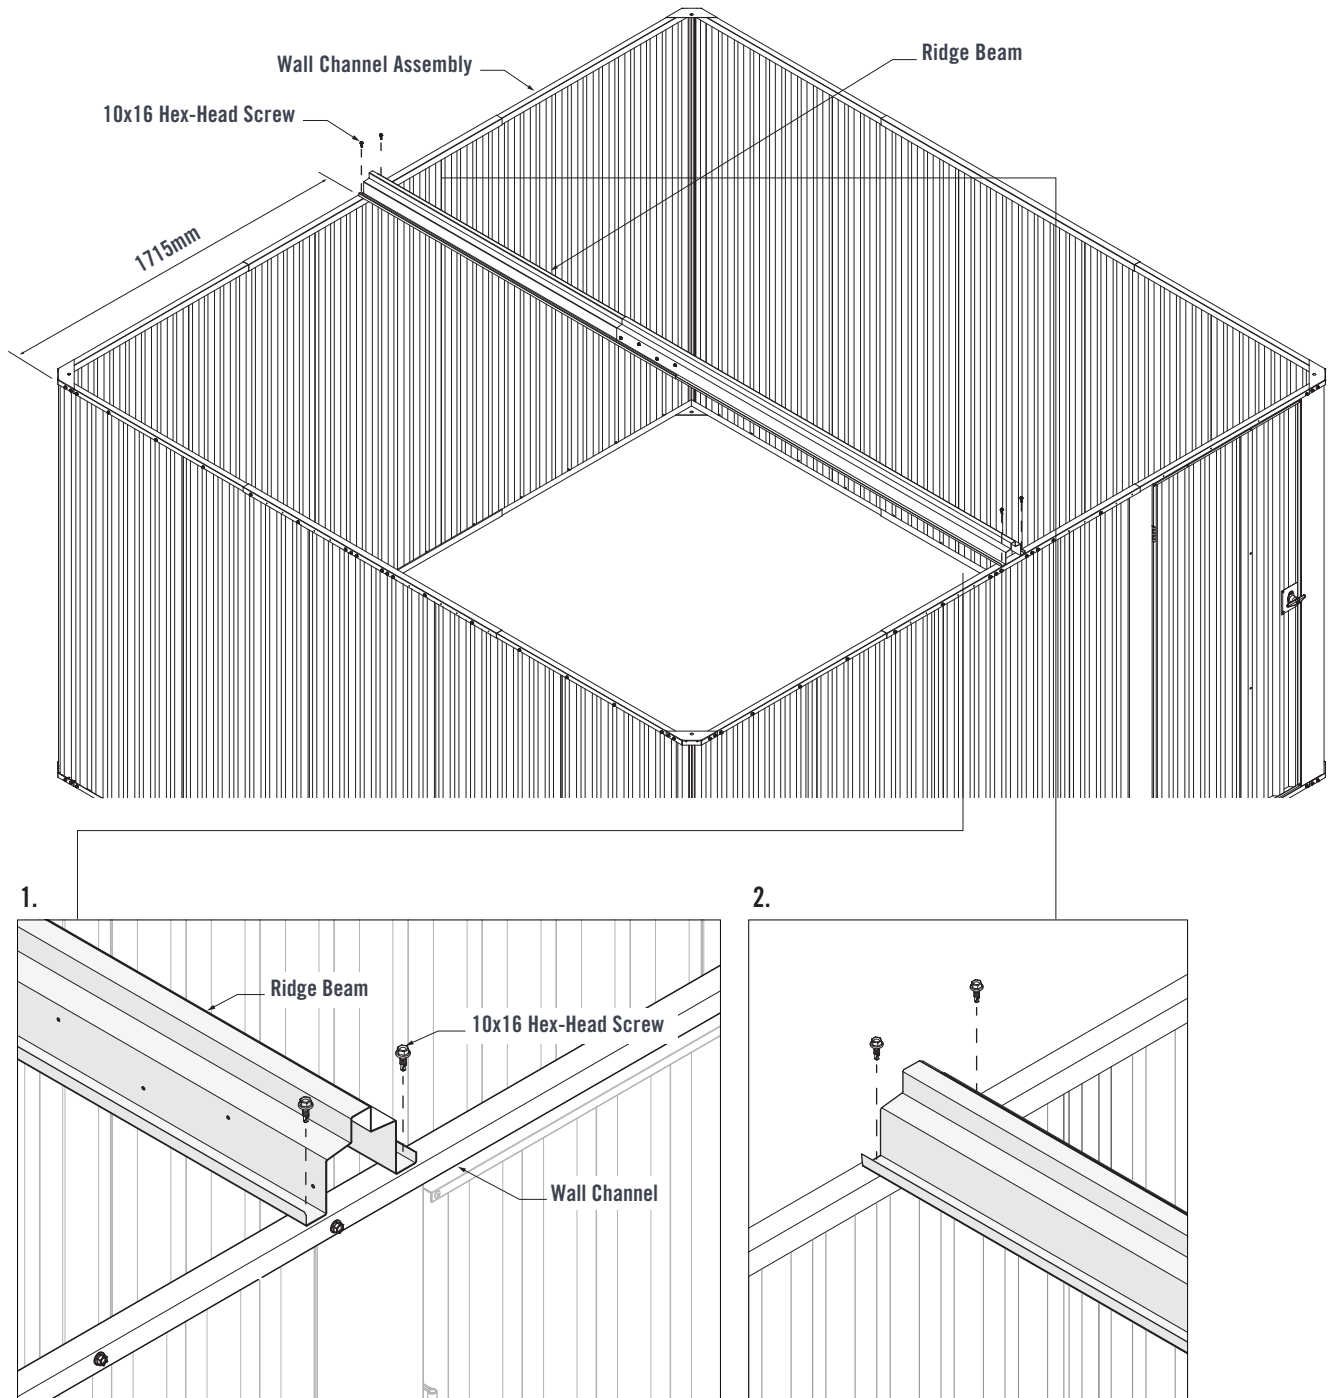 Wall Channel Assembly
Ridge Beam
10x16 Hex-Head Screw
1715mm
1.
2.
Ridge Beam
10x16 Hex-Head Screw
Wall Channel